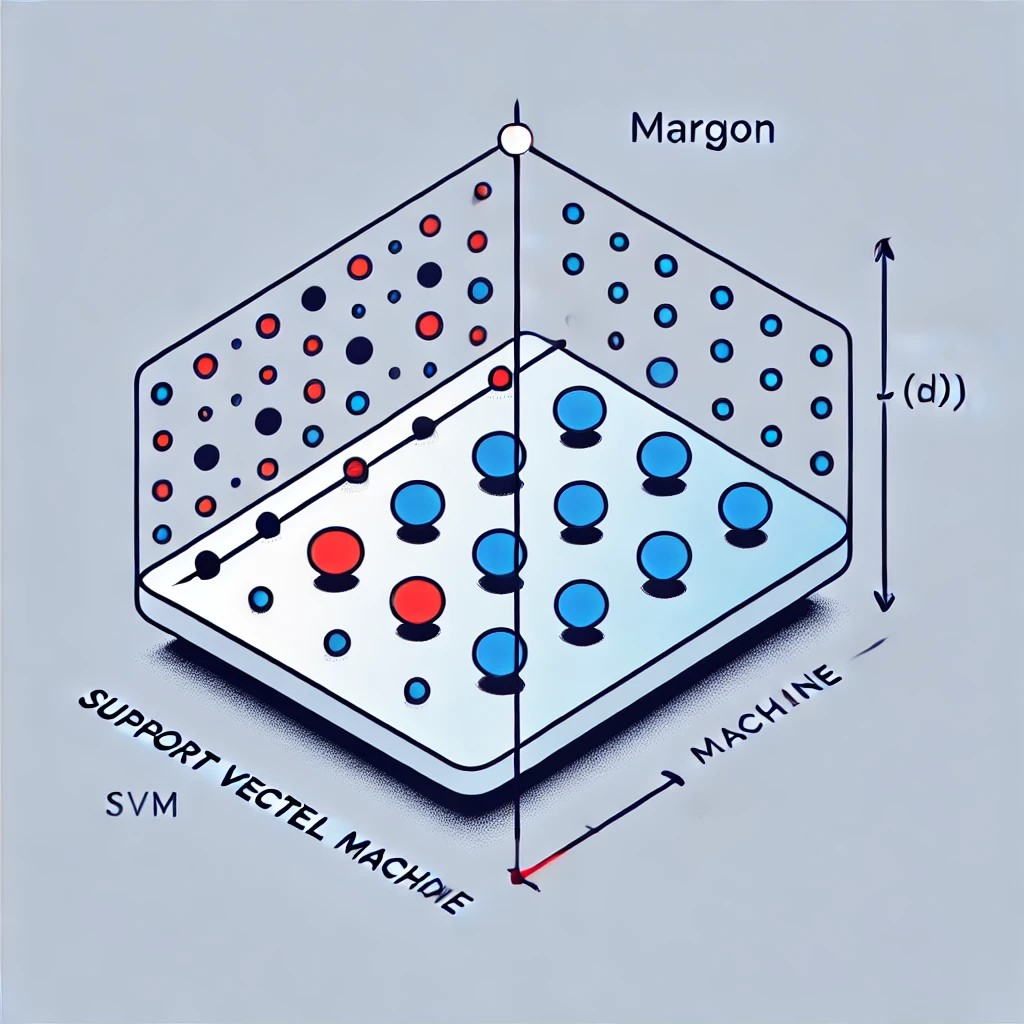 Margon
(d))
MACHINE
SUPPORT VECTEL MACHDIE
SVM